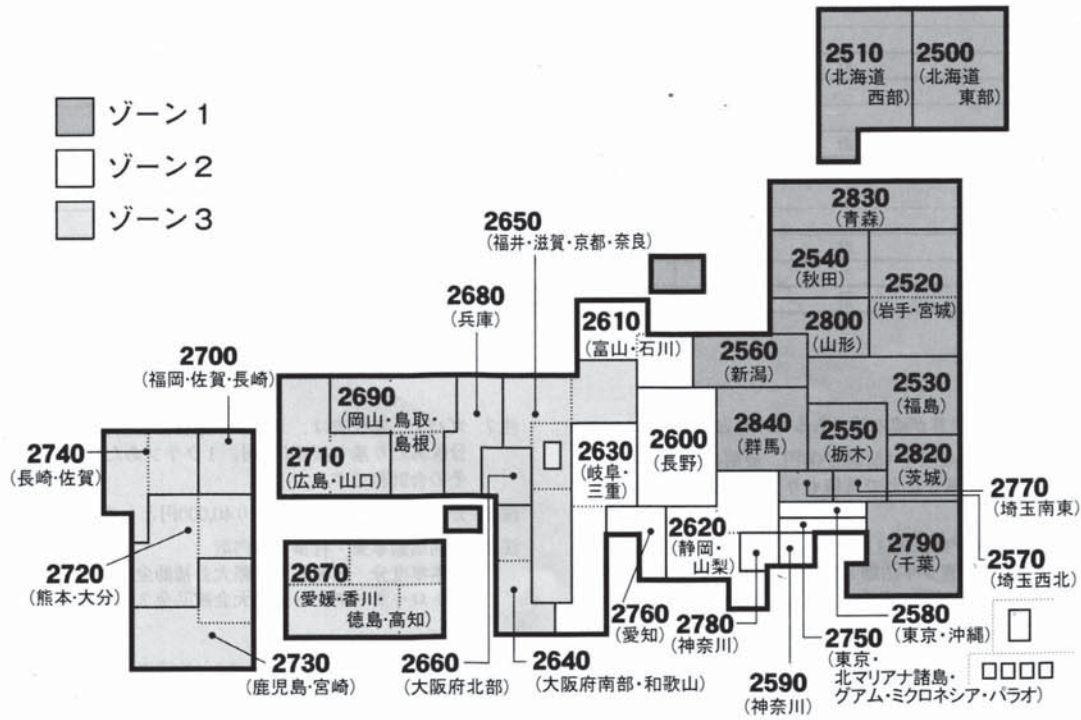 ゾーン1
ゾーン2
ゾーン3
2510
(北海道
西部)
2500
(北海道
東部)
2830
(青森)
2540
(秋田)
2520
(岩手・宮城)
2800
(山形)
2650
(福井・滋賀・京都・奈良)
2680
(兵庫)
2610
(富山・石川)
2560
(新潟)
2530
(福島)
2700
(福岡・佐賀・長崎)
2690
(岡山・鳥取・
島根)
2840
(群馬)
2550
(栃木)
2820
(茨城)
2740
(長崎・佐賀)
2710
(広島・山口)
2630
(岐阜・
三重)
2600
(長野)
2770
(埼玉南東)
2720
(熊本・大分)
2670
(愛媛・香川・
徳島・高知)
2620
(静岡・
山梨)
2790
(千葉)
2570
(埼玉西北)
2760
(愛知)
2780
(神奈川)
2580
(東京・沖縄)
2730
(鹿児島・宮崎)
2660
(大阪府北部)
2640
(大阪府南部・和歌山)
2590
(神奈川)
2750
(東京・
北マリアナ諸島・
グアム・ミクロネシア・パラオ)